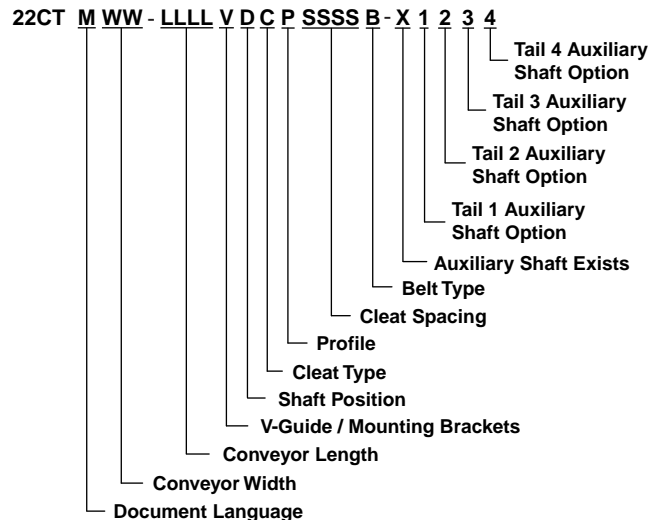 22CT M WW - LLLL V D C P SSSS B - X 1 2 3 4
Tail 4 Auxiliary
Shaft Option
Tail 3 Auxiliary
Shaft Option
Tail 2 Auxiliary
Shaft Option
Tail 1 Auxiliary
Shaft Option
Auxiliary Shaft Exists
Belt Type
Cleat Spacing
Profile
Cleat Type
Shaft Position
V-Guide / Mounting Brackets
Conveyor Length
Conveyor Width
Document Language